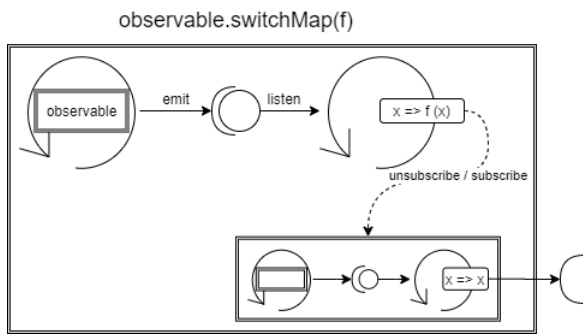 observable.switchMap(f)
emit
listen
observable
x => f (x)
unsubscribe / subscribe
x => x